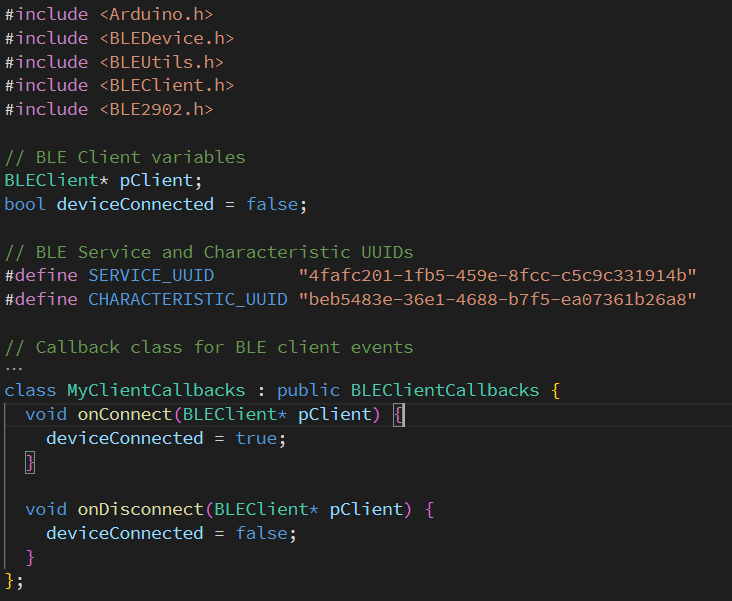 #include <Arduino.h>
#include <BLEDevice.h>
#include <BLEUtils.h>
#include <BLEClient.h>
#include <BLE2902.h>

// BLE Client variables
BLEClient* pClient;
bool deviceConnected = false;

// BLE Service and Characteristic UUIDs
#define SERVICE_UUID        "4fafc201-1fb5-459e-8fcc-c5c9c331914b"
#define CHARACTERISTIC_UUID "beb5483e-36e1-4688-b7f5-ea07361b26a8"

// Callback class for BLE client events
...
class MyClientCallbacks : public BLEClientCallbacks {
  void onConnect(BLEClient* pClient) {
    deviceConnected = true;
  }

  void onDisconnect(BLEClient* pClient) {
    deviceConnected = false;
  }
};